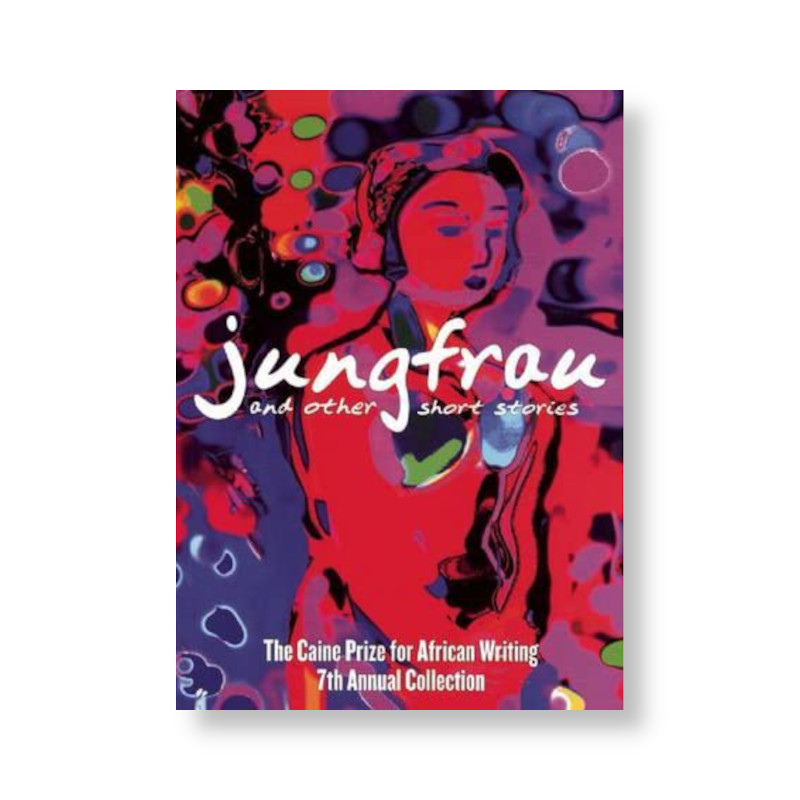 jungfrau
and other short stories
The Caine Prize for African Writing
7th Annual Collection